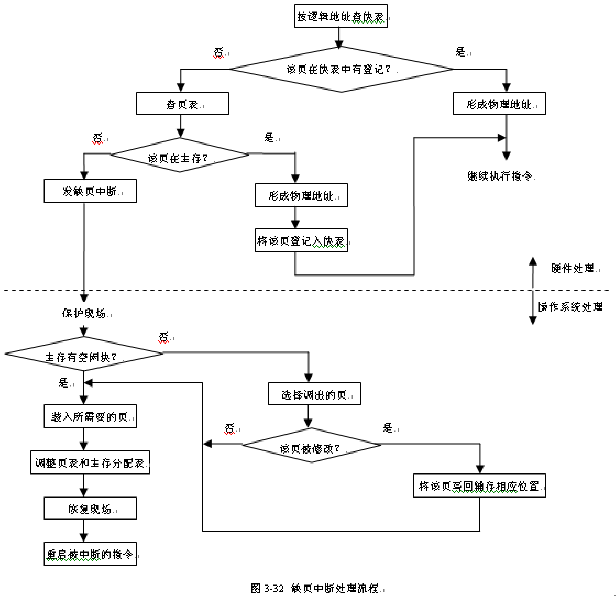 按逻辑地址查快表
否
是
该页在快表中有登记？
查页表
形成物理地址
否
是
该页在主存？
继续执行指令
发缺页中断
形成物理地址
将该页登记入快表
硬件处理
操作系统处理
保护现场
否
主存有空闲块？
是
选择调出的页
装入所需要的页
否
是
该页被修改？
调整页表和主存分配表
将该页写回辅存相应位置
恢复现场
重启被中断的指令
图 3-32 缺页中断处理流程